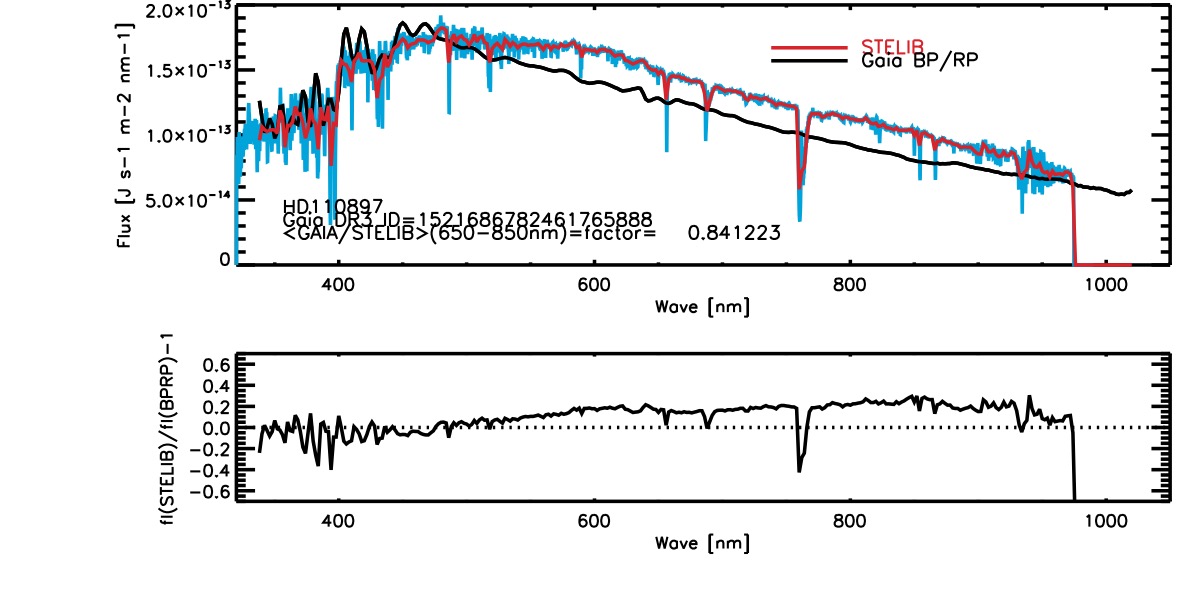 2.0×10−13
1.5×10−13
1.0×10−13
5.0×10−14
0
Flux [J s−1 m−2 nm−1]
STELIB
Gaia BP/RP
HD110897
Gaia DR3 ID=1521686782461765888
<GAIA/STELIB>(650−850nm)=factor= 0.841223
400 600 800 1000
Wave [nm]
0.6
0.4
0.2
0.0
−0.2
−0.4
−0.6
fl(STELIB)/fl(BPRP)−1
400 600 800 1000
Wave [nm]